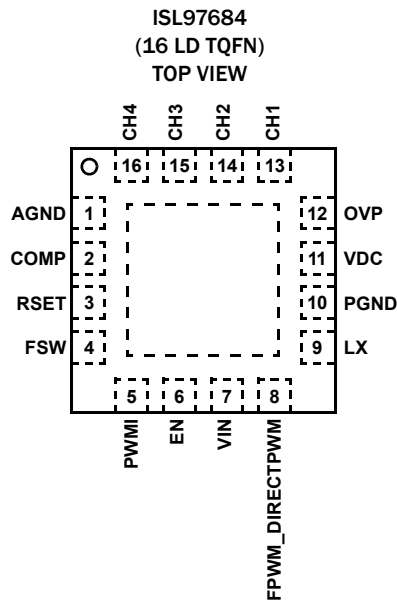 ISL97684
(16 LD TQFN)
TOP VIEW
CH4
CH3
CH2
CH1
16
15
14
13
AGND 1
12 OVP
COMP 2
11 VDC
RSET 3
10 PGND
FSW 4
9 LX
5
6
7
8
PWMI
EN
VIN
FPWM_DIRECTPWM